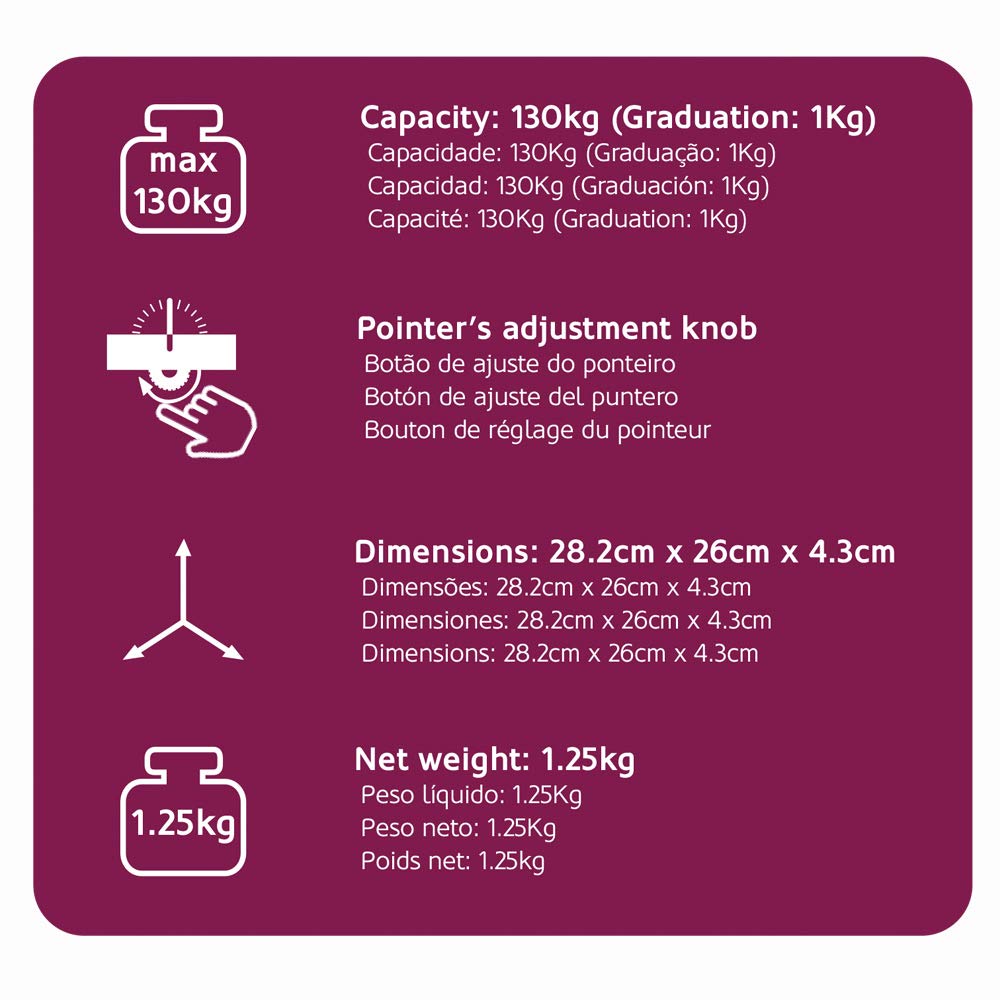 max
130kg
Capacity: 130kg (Graduation: 1Kg)
Capacidade: 130Kg (Graduação: 1Kg)
Capacidad: 130Kg (Graduación: 1Kg)
Capacité: 130Kg (Graduation: 1Kg)
Pointer's adjustment knob
Botão de ajuste do ponteiro
Botón de ajuste del puntero
Bouton de réglage du pointeur
Dimensions: 28.2cm x 26cm x 4.3cm
Dimensões: 28.2cm x 26cm x 4.3cm
Dimensiones: 28.2cm x 26cm x 4.3cm
Dimensions: 28.2cm x 26cm x 4.3cm
1.25kg
Net weight: 1.25kg
Peso líquido: 1.25Kg
Peso neto: 1.25Kg
Poids net: 1.25kg